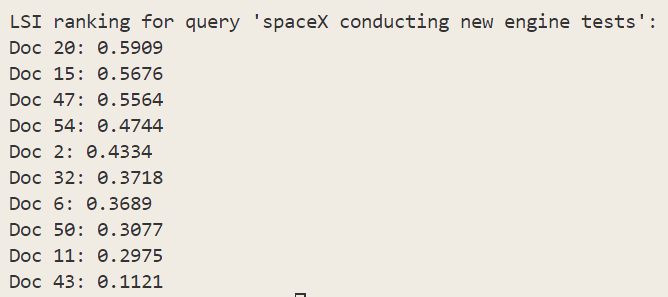 LSI ranking for query 'spaceX conducting new engine tests':
Doc 20: 0.5909
Doc 15: 0.5676
Doc 47: 0.5564
Doc 54: 0.4744
Doc 2: 0.4334
Doc 32: 0.3718
Doc 6: 0.3689
Doc 50: 0.3077
Doc 11: 0.2975
Doc 43: 0.1121